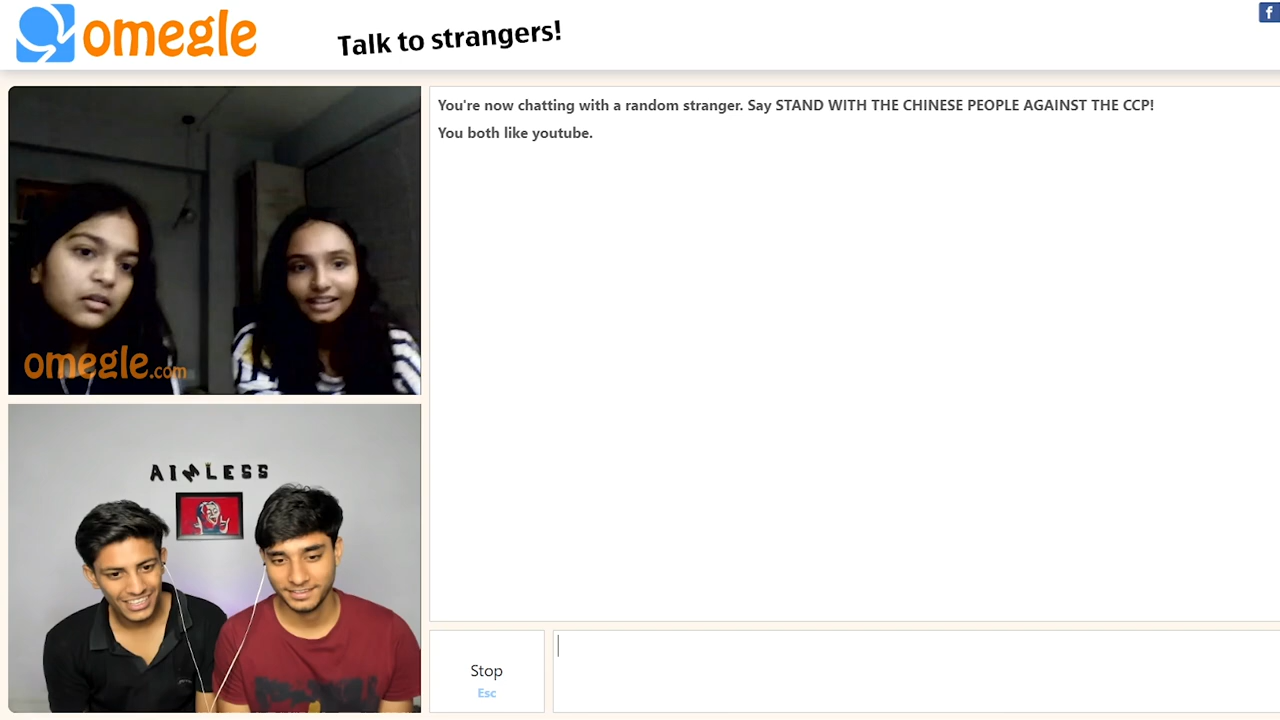 omegle
Talk to strangers!
f
You're now chatting with a random stranger. Say STAND WITH THE CHINESE PEOPLE AGAINST THE CCP!
You both like youtube.
omegle.com
AIMLESS
Stop
Esc